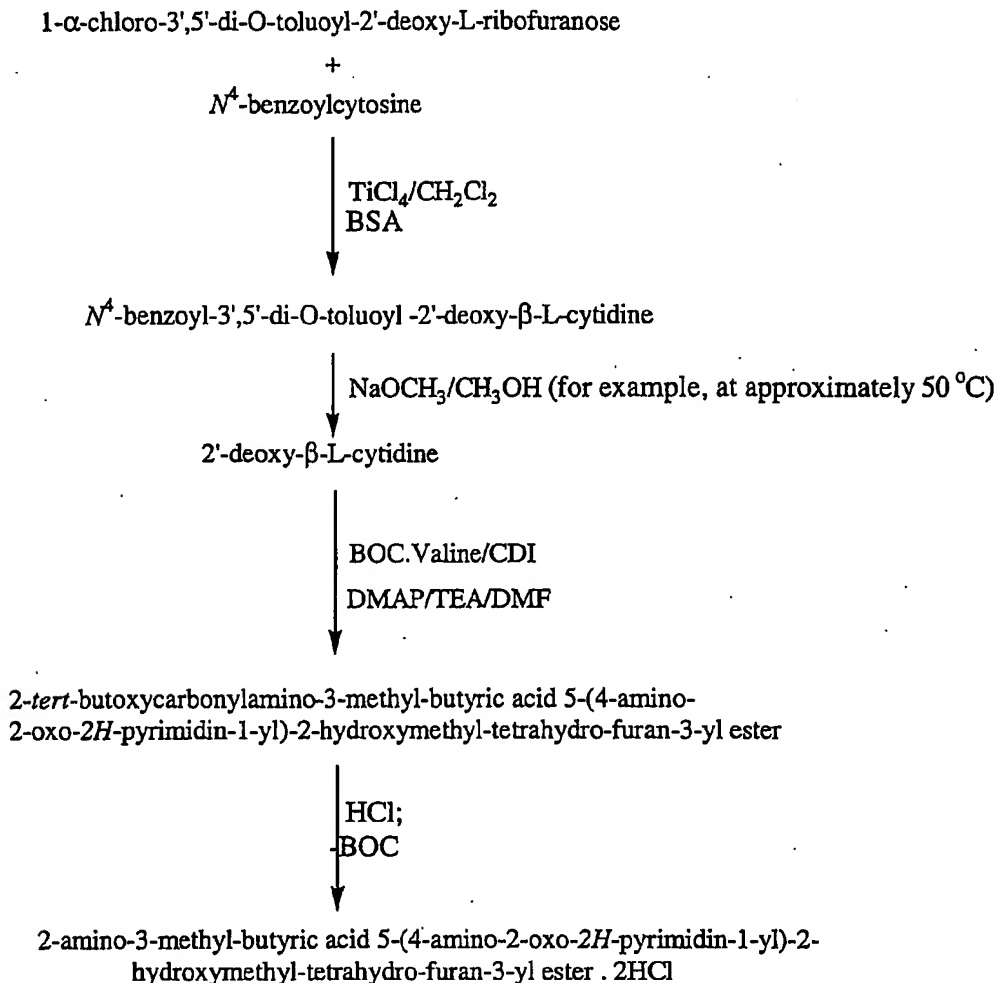 1-α-chloro-3',5'-di-O-toluoyl-2'-deoxy-L-ribofuranose
+
N⁴-benzoylcytosine
TiCl₄/CH₂Cl₂
BSA
N⁴-benzoyl-3',5'-di-O-toluoyl -2'-deoxy-β-L-cytidine
NaOCH₃/CH₃OH (for example, at approximately 50 °C)
2'-deoxy-β-L-cytidine
BOC.Valine/CDI
DMAP/TEA/DMF
2-tert-butoxycarbonylamino-3-methyl-butyric acid 5-(4-amino-
2-oxo-2H-pyrimidin-1-yl)-2-hydroxymethyl-tetrahydro-furan-3-yl ester
HCl;
-BOC
2-amino-3-methyl-butyric acid 5-(4-amino-2-oxo-2H-pyrimidin-1-yl)-2-
hydroxymethyl-tetrahydro-furan-3-yl ester . 2HCl